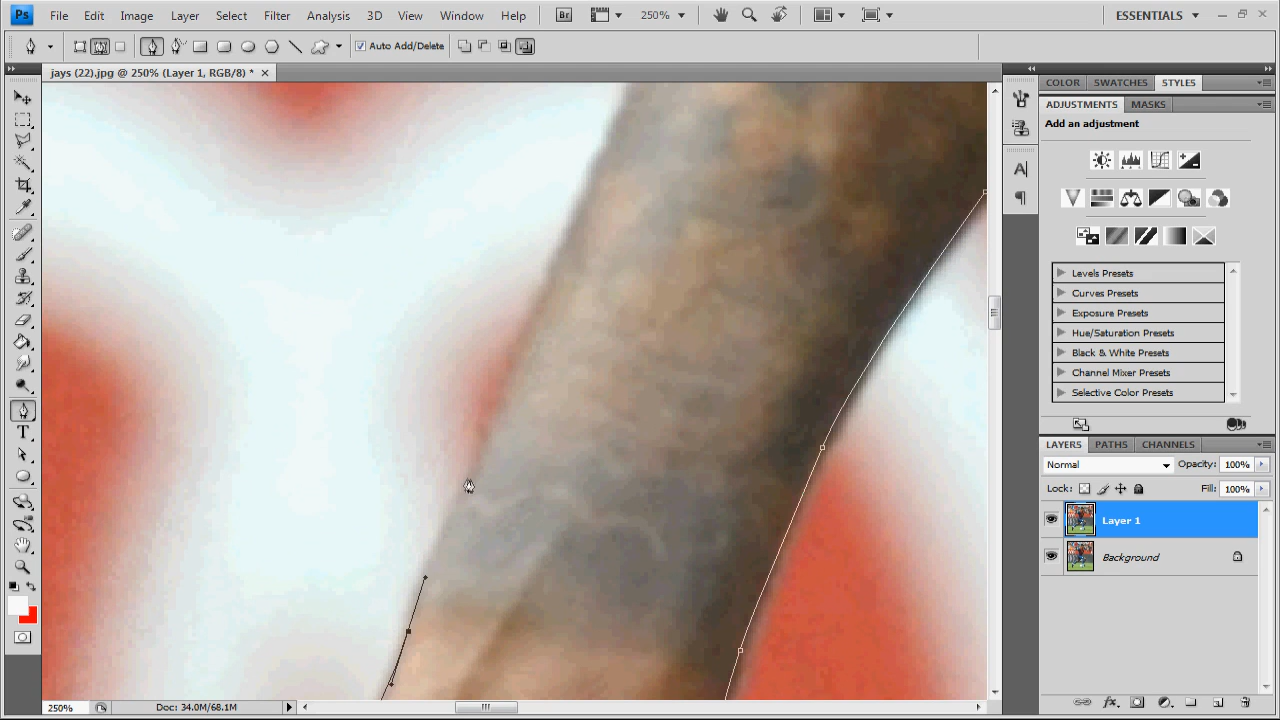 Ps File Edit Image Layer Select Filter Analysis 3D View Window Help Br 250% ESSENTIALS
Auto Add/Delete
jays (22).jpg @ 250% (Layer 1, RGB/8) *
COLOR SWATCHES STYLES
ADJUSTMENTS MASKS
Add an adjustment
Levels Presets
Curves Presets
Exposure Presets
Hue/Saturation Presets
Black & White Presets
Channel Mixer Presets
Selective Color Presets
LAYERS PATHS CHANNELS
Normal Opacity: 100%
Lock: Fill: 100%
Layer 1
Background
250% Doc: 34.0M/68.1M